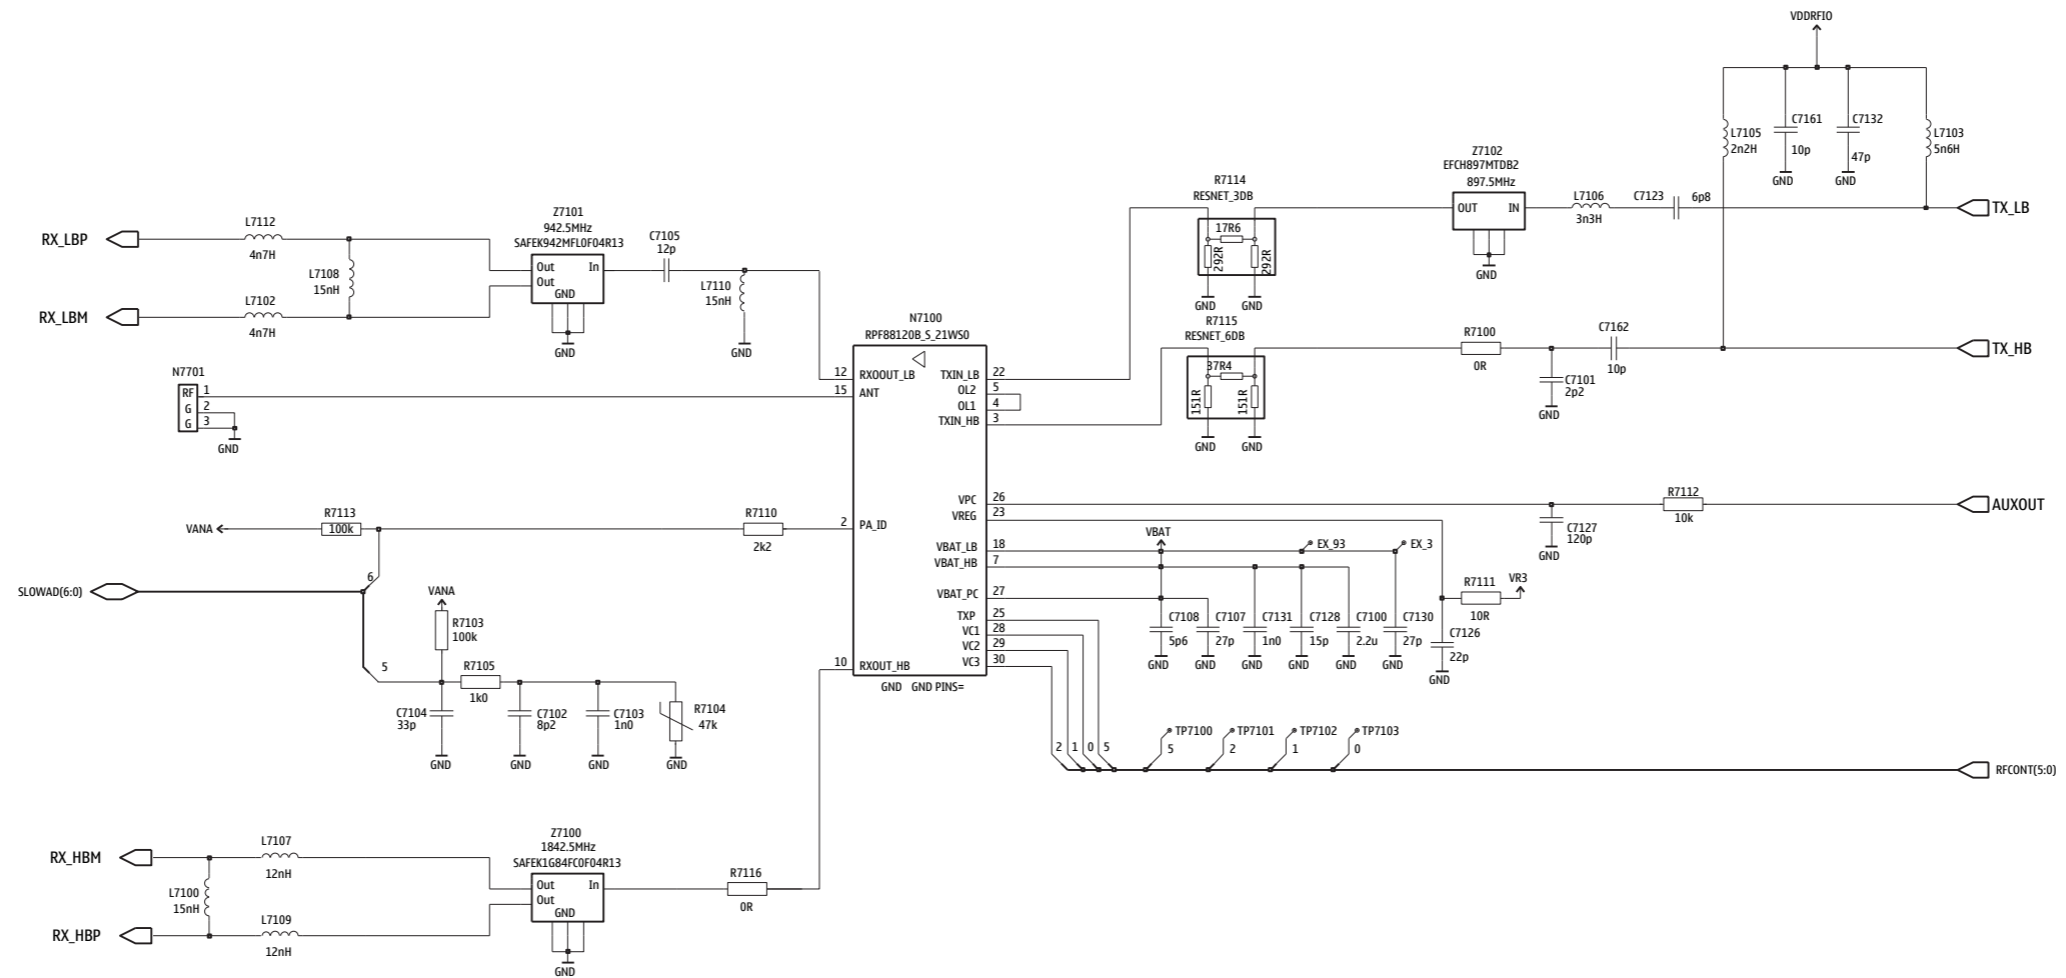 VDDRFIO
L7105
2n2H
C7161
10p
GND
C7132
47p
GND
L7103
5n6H
Z7102
EFCH897MTDB2
897.5MHz
OUT IN
GND
L7106
3n3H
C7123 6p8
TX_LB
R7114
RESNET_3DB
17R6
292R
292R
GND GND
RX_LBP
L7112
4n7H
L7108
15nH
RX_LBM
L7102
4n7H
Z7101
942.5MHz
SAFEK942MFL0F04R13
Out In
Out
GND
GND
C7105
12p
L7110
15nH
GND
R7115
RESNET_6DB
37R4
151R
151R
GND GND
R7100
0R
C7162
10p
C7101
2p2
GND
TX_HB
N7100
RPF88120B_S_21WS0
12 RXOOUT_LB
15 ANT
2 PA_ID
10 RXOUT_HB
TXIN_LB 22
OL2 5
OL1 4
TXIN_HB 3
VPC 26
VREG 23
VBAT_LB 18
VBAT_HB 7
VBAT_PC 27
TXP 25
VC1 28
VC2 29
VC3 30
GND GND PINS=
N7701
RF 1
G 2
G 3
GND
R7112
10k
AUXOUT
C7127
120p
GND
VANA
R7113
100k
R7110
2k2
SLOWAD(6:0)
6
5
VANA
R7103
100k
R7105
1k0
C7104
33p
GND
C7102
8p2
GND
C7103
1n0
GND
R7104
47k
GND
VBAT
EX_93
EX_3
R7111
10R
VR3
C7108
5p6
GND
C7107
27p
GND
C7131
1n0
GND
C7128
15p
GND
C7100
2.2u
GND
C7130
27p
GND
C7126
22p
GND
2 1 0 5
TP7100
5
TP7101
2
TP7102
1
TP7103
0
RFCONT(5:0)
RX_HBM
L7107
12nH
L7100
15nH
RX_HBP
L7109
12nH
Z7100
1842.5MHz
SAFEK1G84FC0F04R13
Out In
Out
GND
GND
R7116
0R